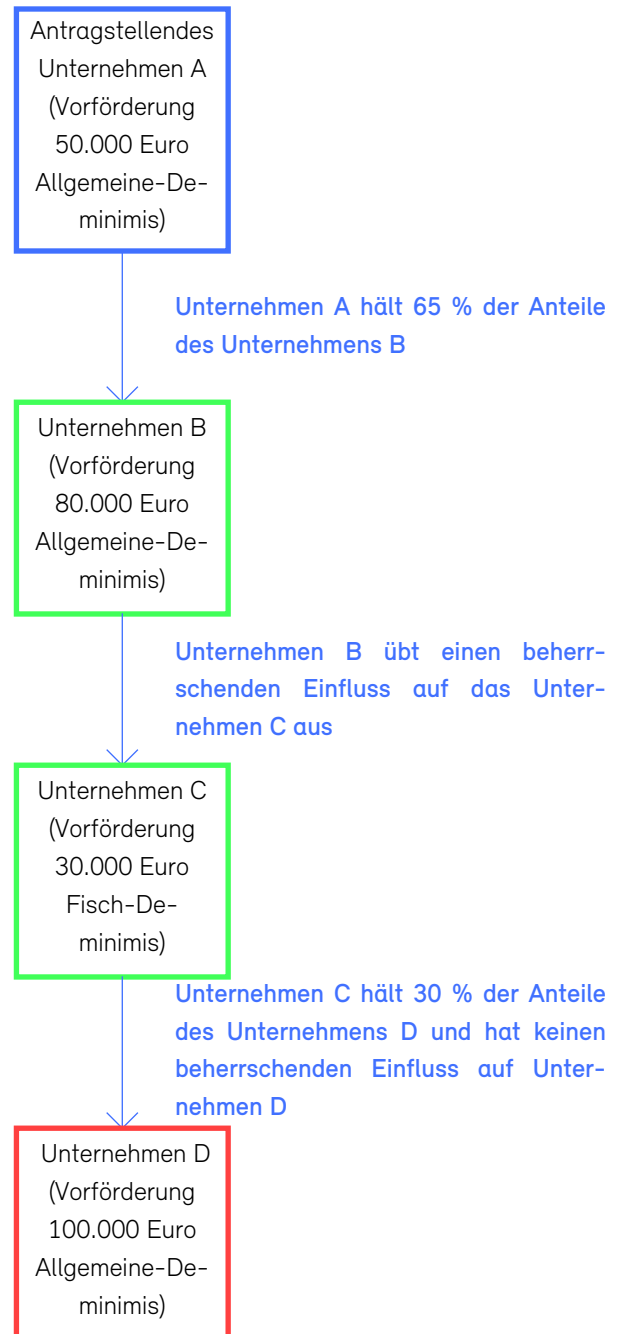 Antragstellendes
Unternehmen A
(Vorförderung
50.000 Euro
Allgemeine-De-
minimis)
Unternehmen A hält 65 % der Anteile
des Unternehmens B
Unternehmen B
(Vorförderung
80.000 Euro
Allgemeine-De-
minimis)
Unternehmen B übt einen beherr-
schenden Einfluss auf das Unter-
nehmen C aus
Unternehmen C
(Vorförderung
30.000 Euro
Fisch-De-
minimis)
Unternehmen C hält 30 % der Anteile
des Unternehmens D und hat keinen
beherrschenden Einfluss auf Unter-
nehmen D
Unternehmen D
(Vorförderung
100.000 Euro
Allgemeine-De-
minimis)